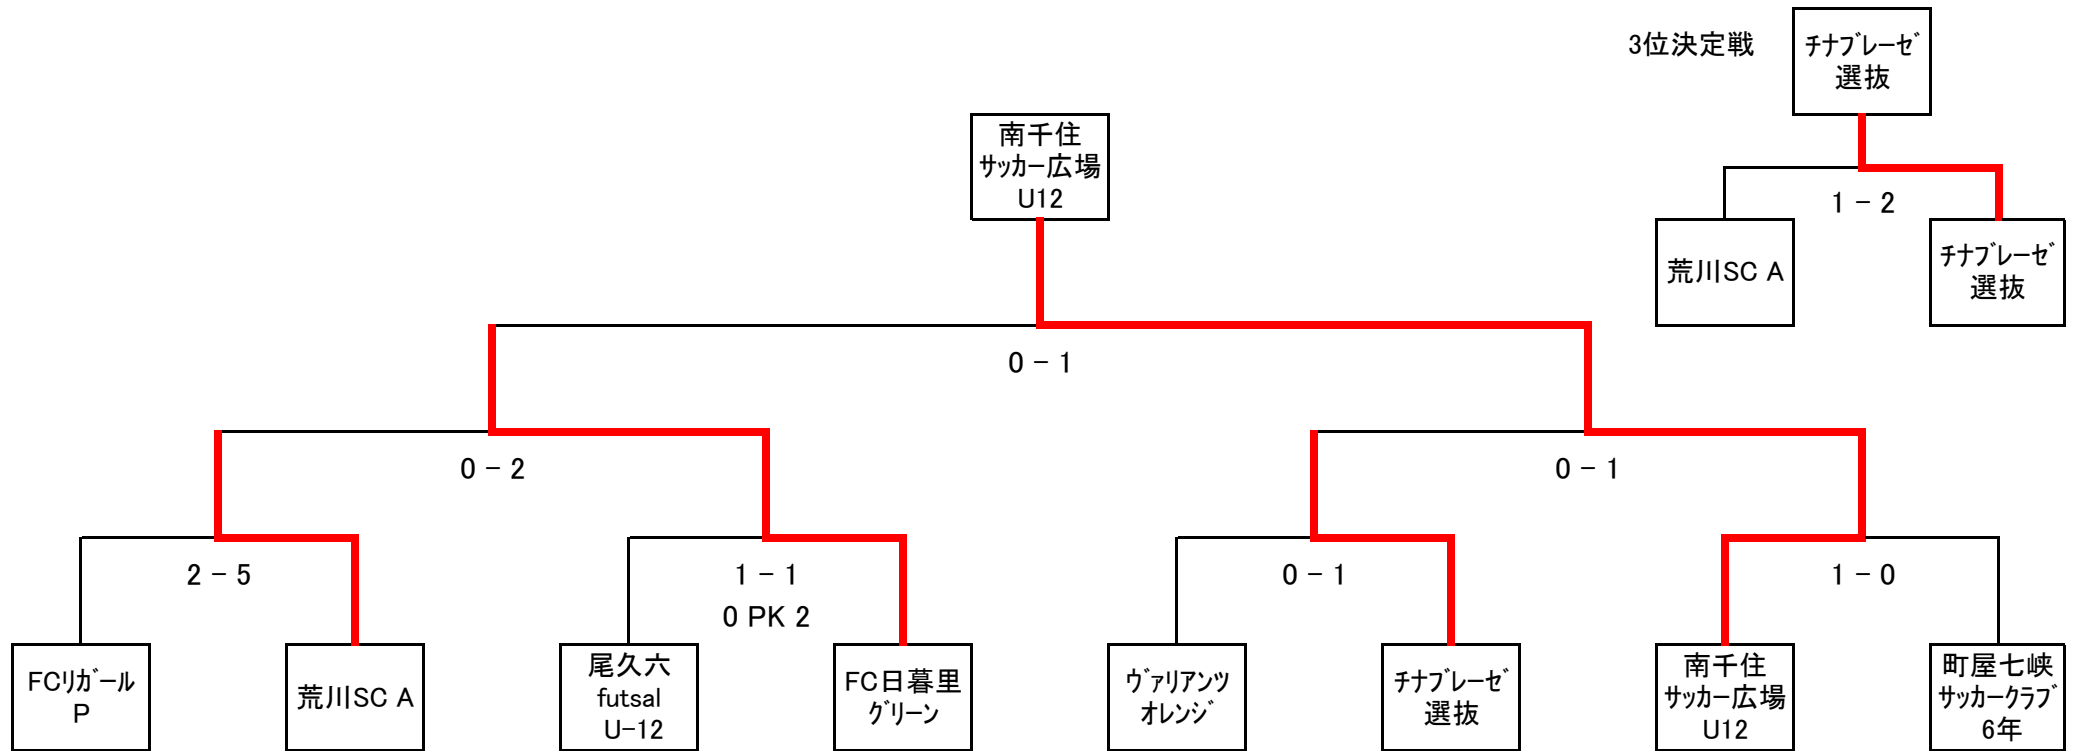 3位決定戦
チナブレーゼ
選抜
南千住
サッカー広場
U12
1 − 2
荒川SC A
チナブレーゼ
選抜
0 − 1
0 − 2
0 − 1
2 − 5
1 − 1
0 PK 2
0 − 1
1 − 0
FCリガール
P
荒川SC A
尾久六
futsal
U-12
FC日暮里
グリーン
ヴァリアンツ
オレンジ
チナブレーゼ
選抜
南千住
サッカー広場
U12
町屋七峡
サッカークラブ
6年